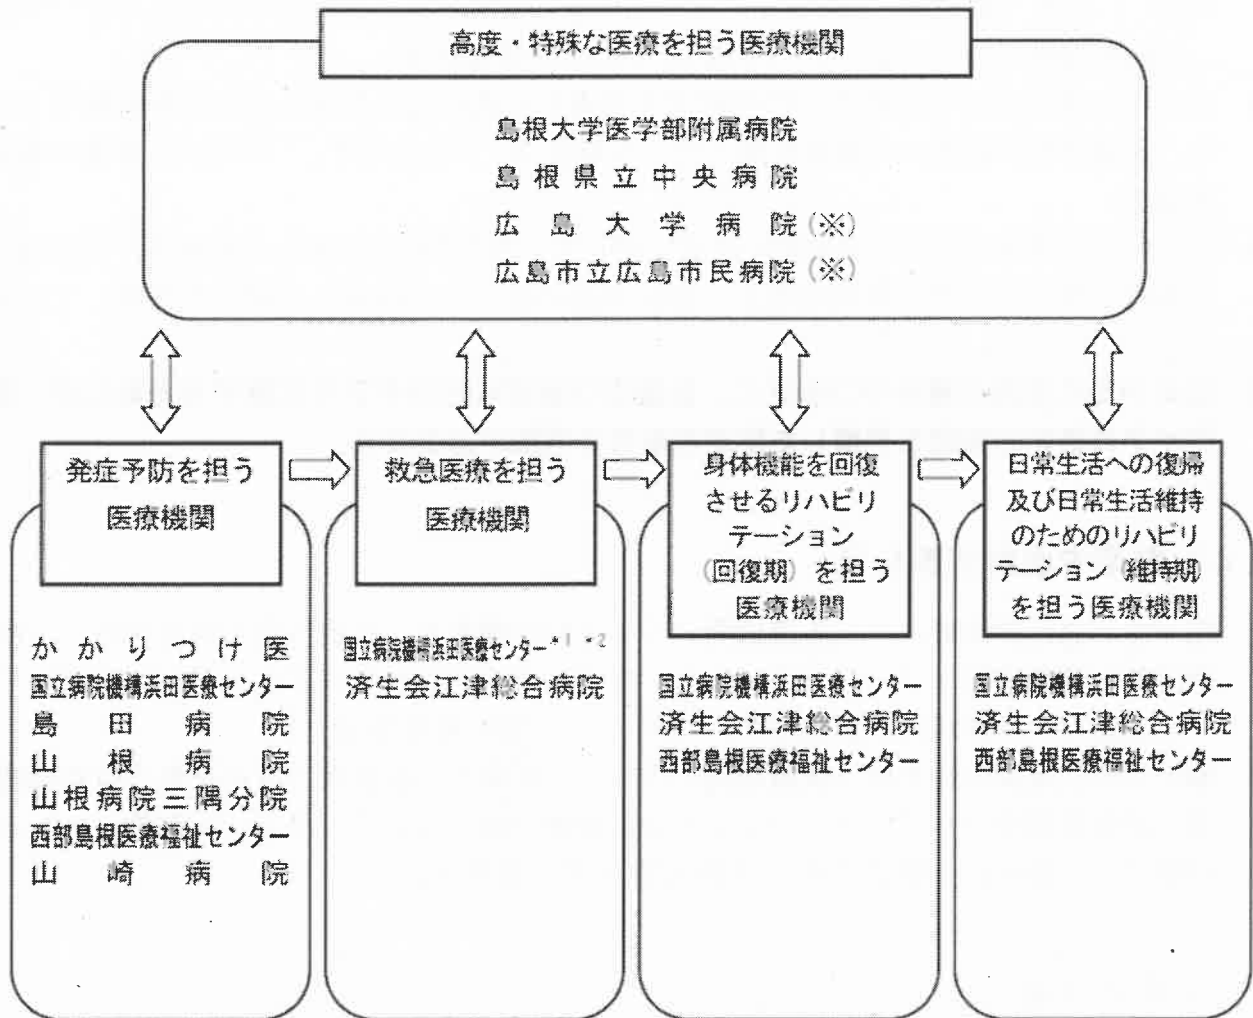 高度・特殊な医療を担う医療機関
島根大学医学部附属病院
島根県立中央病院
広島大学病院(※)
広島市立広島市民病院(※)
発症予防を担う
医療機関
かかりつけ医
国立病院機構浜田医療センター
島田病院
山根病院
山根病院三隅分院
西部島根医療福祉センター
山崎病院
救急医療を担う
医療機関
国立病院機構浜田医療センター*1 *2
済生会江津総合病院
身体機能を回復
させるリハビリ
テーション
(回復期)を担う
医療機関
国立病院機構浜田医療センター
済生会江津総合病院
西部島根医療福祉センター
日常生活への復帰
及び日常生活維持
のためのリハビリ
テーション(維持期)
を担う医療機関
国立病院機構浜田医療センター
済生会江津総合病院
西部島根医療福祉センター